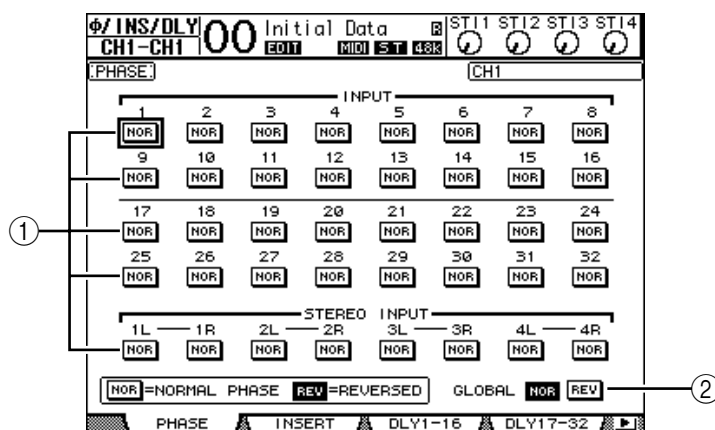 Φ/INS/DLY 00 Initial Data R ST11 ST12 ST13 ST14
CH1-CH1 EDIT MIDI ST 48K
PHASE CH1
INPUT
1 2 3 4 5 6 7 8
NOR NOR NOR NOR NOR NOR NOR NOR
9 10 11 12 13 14 15 16
NOR NOR NOR NOR NOR NOR NOR NOR
17 18 19 20 21 22 23 24
1 NOR NOR NOR NOR NOR NOR NOR NOR
25 26 27 28 29 30 31 32
NOR NOR NOR NOR NOR NOR NOR NOR
STEREO INPUT
1L 1R 2L 2R 3L 3R 4L 4R
NOR NOR NOR NOR NOR NOR NOR NOR
NOR=NORMAL PHASE REV=REVERSED GLOBAL NOR REV 2
PHASE INSERT DLY1-16 DLY17-32